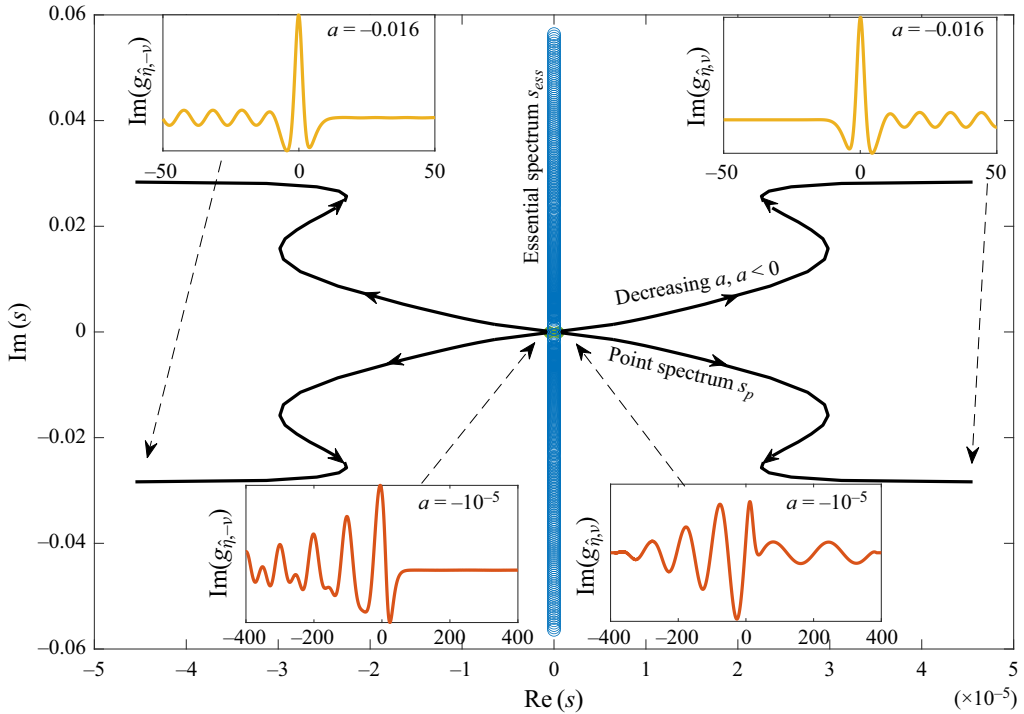 0.06
a = –0.016
Im(g_{η̂,–ν})
–50
0
50
a = –0.016
Im(g_{η̂,ν})
–50
0
50
Essential spectrum s_{ess}
0.04
0.02
0
–0.02
–0.04
–0.06
Im (s)
Decreasing a, a < 0
Point spectrum s_p
a = –10^{–5}
Im(g_{η̂,–ν})
–400
–200
0
200
400
a = –10^{–5}
Im(g_{η̂,ν})
–400
–200
0
200
400
–5
–4
–3
–2
–1
0
1
2
3
4
5
Re (s)
(×10^{–5})